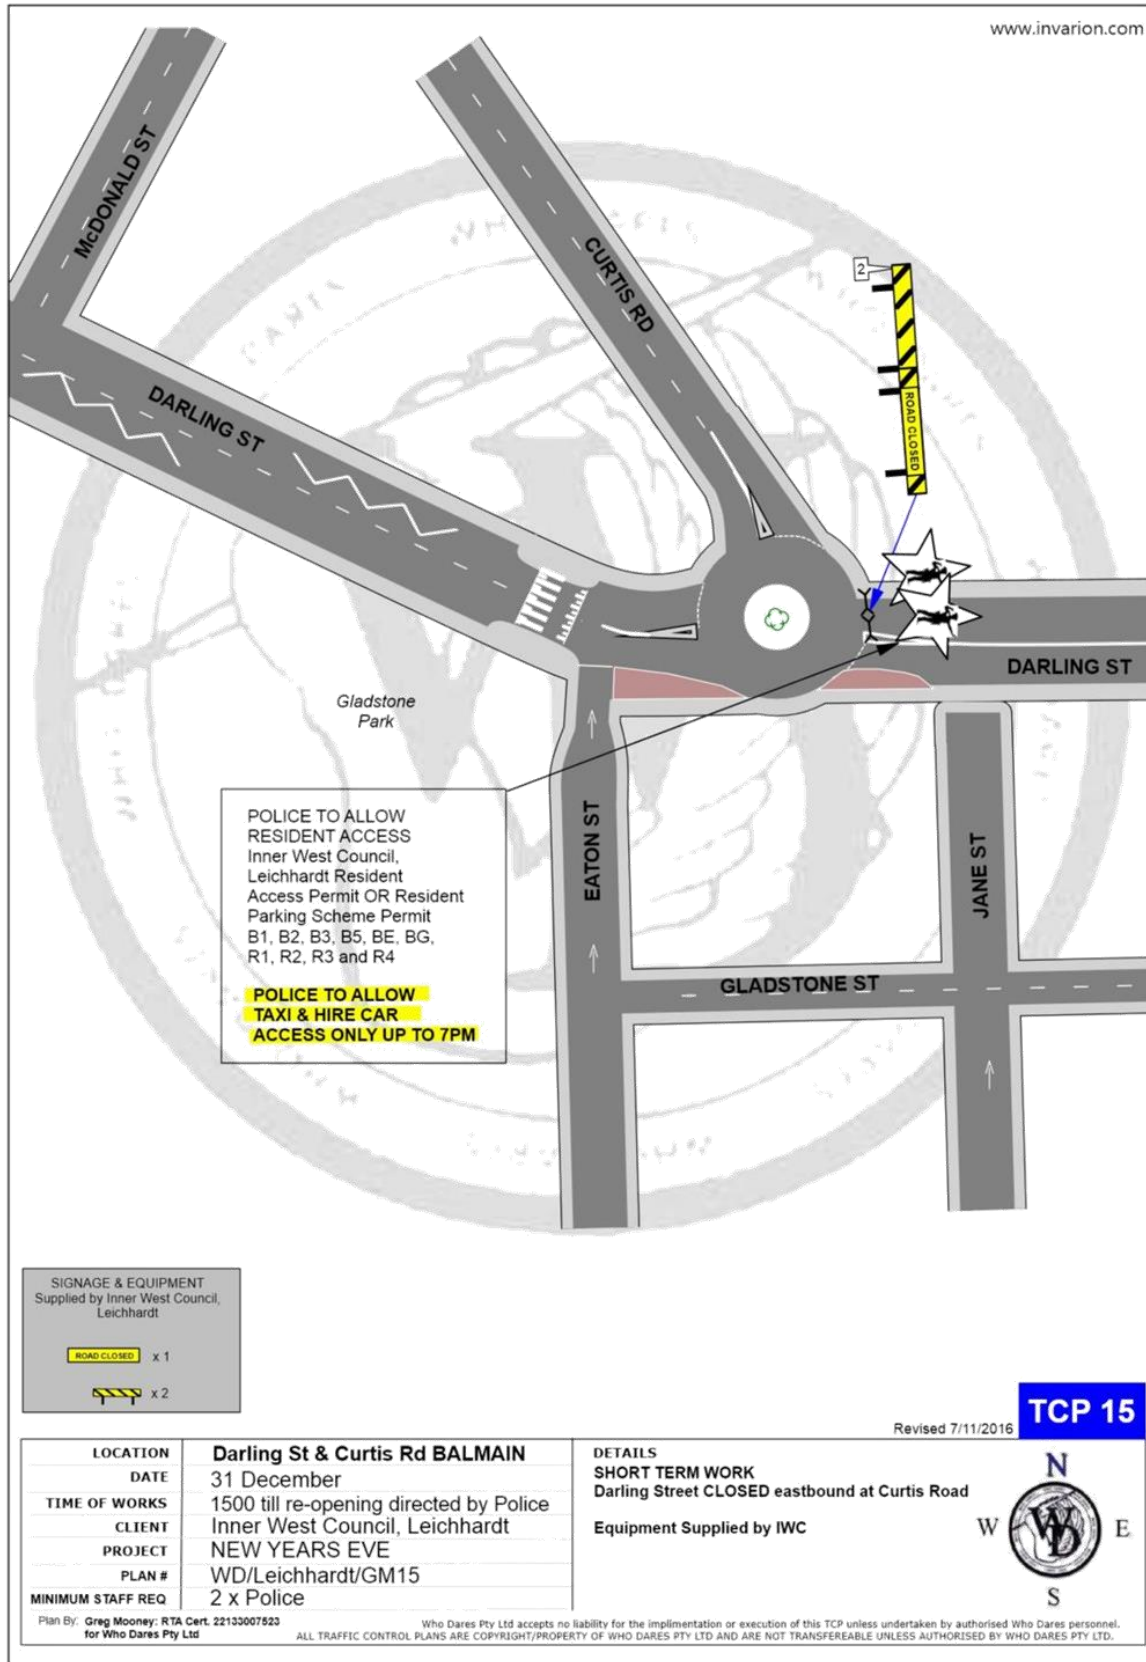 www.invarion.com
McDONALD ST
CURTIS RD
2
ROAD CLOSED
DARLING ST
DARLING ST
Gladstone
Park
EATON ST
JANE ST
GLADSTONE ST
POLICE TO ALLOW
RESIDENT ACCESS
Inner West Council,
Leichhardt Resident
Access Permit OR Resident
Parking Scheme Permit
B1, B2, B3, B5, BE, BG,
R1, R2, R3 and R4
POLICE TO ALLOW
TAXI & HIRE CAR
ACCESS ONLY UP TO 7PM
SIGNAGE & EQUIPMENT
Supplied by Inner West Council,
Leichhardt
ROAD CLOSED x 1
x 2
Revised 7/11/2016
TCP 15
LOCATION Darling St & Curtis Rd BALMAIN
DATE 31 December
TIME OF WORKS 1500 till re-opening directed by Police
CLIENT Inner West Council, Leichhardt
PROJECT NEW YEARS EVE
PLAN # WD/Leichhardt/GM15
MINIMUM STAFF REQ 2 x Police
DETAILS
SHORT TERM WORK
Darling Street CLOSED eastbound at Curtis Road
Equipment Supplied by IWC
N
W E
S
Plan By: Greg Mooney: RTA Cert. 22133007523
for Who Dares Pty Ltd
Who Dares Pty Ltd accepts no liability for the implimentation or execution of this TCP unless undertaken by authorised Who Dares personnel.
ALL TRAFFIC CONTROL PLANS ARE COPYRIGHT/PROPERTY OF WHO DARES PTY LTD AND ARE NOT TRANSFEREABLE UNLESS AUTHORISED BY WHO DARES PTY LTD.